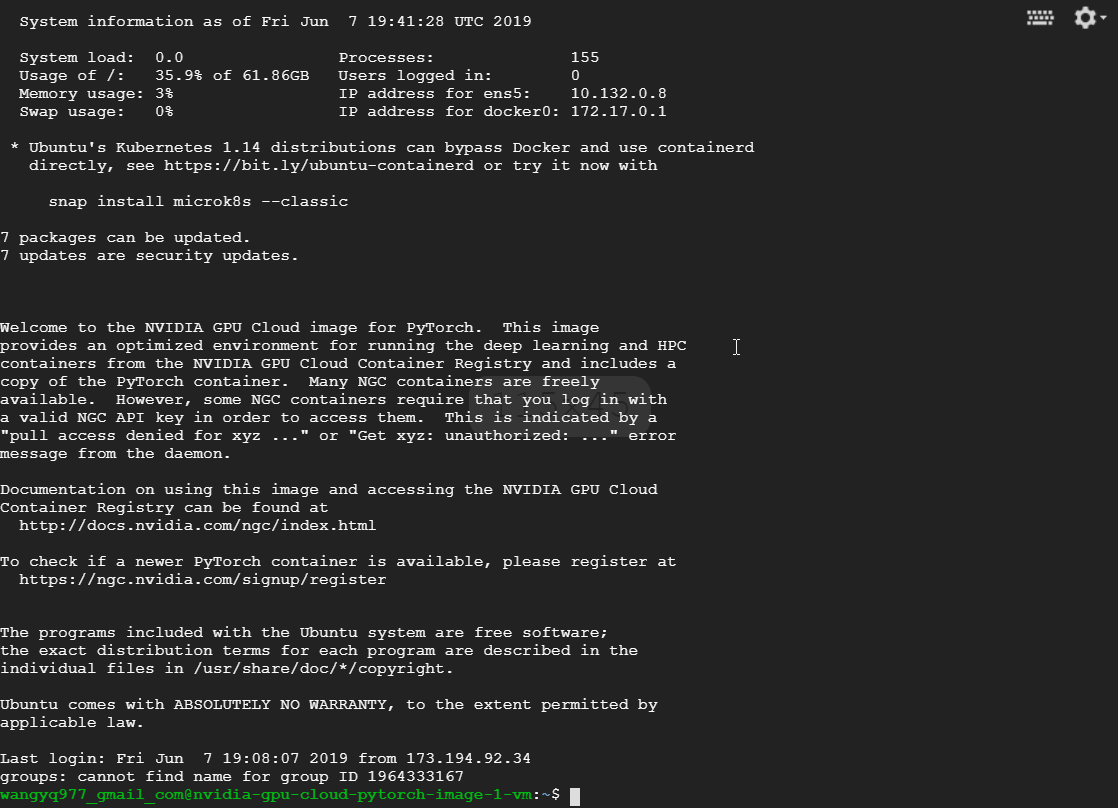 System information as of Fri Jun  7 19:41:28 UTC 2019
System load:  0.0                Processes:              155
Usage of /:   35.9% of 61.86GB   Users logged in:        0
Memory usage: 3%                 IP address for ens5:    10.132.0.8
Swap usage:   0%                 IP address for docker0: 172.17.0.1
* Ubuntu's Kubernetes 1.14 distributions can bypass Docker and use containerd
directly, see https://bit.ly/ubuntu-containerd or try it now with
snap install microk8s --classic
7 packages can be updated.
7 updates are security updates.
Welcome to the NVIDIA GPU Cloud image for PyTorch.  This image
provides an optimized environment for running the deep learning and HPC
containers from the NVIDIA GPU Cloud Container Registry and includes a
copy of the PyTorch container.  Many NGC containers are freely
available.  However, some NGC containers require that you log in with
a valid NGC API key in order to access them.  This is indicated by a
"pull access denied for xyz ..." or "Get xyz: unauthorized: ..." error
message from the daemon.
Documentation on using this image and accessing the NVIDIA GPU Cloud
Container Registry can be found at
http://docs.nvidia.com/ngc/index.html
To check if a newer PyTorch container is available, please register at
https://ngc.nvidia.com/signup/register
The programs included with the Ubuntu system are free software;
the exact distribution terms for each program are described in the
individual files in /usr/share/doc/*/copyright.
Ubuntu comes with ABSOLUTELY NO WARRANTY, to the extent permitted by
applicable law.
Last login: Fri Jun  7 19:08:07 2019 from 173.194.92.34
groups: cannot find name for group ID 1964333167
wangyq977_gmail_com@nvidia-gpu-cloud-pytorch-image-1-vm:~$